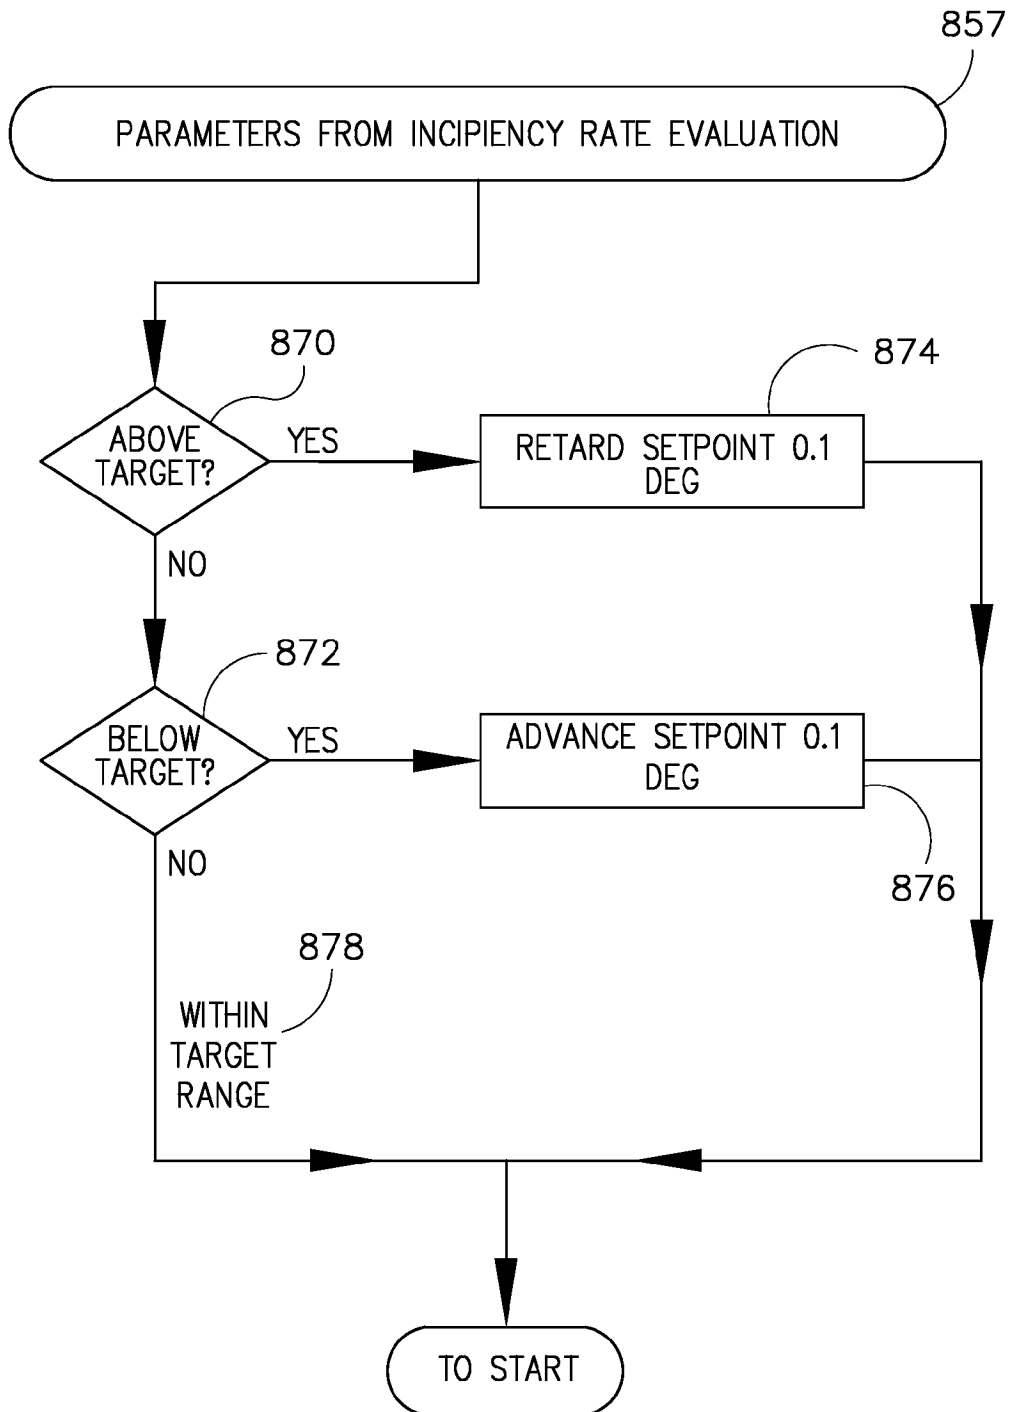 857
PARAMETERS FROM INCIPIENCY RATE EVALUATION
870
874
ABOVE
TARGET?
YES
RETARD SETPOINT 0.1
DEG
NO
872
BELOW
TARGET?
YES
ADVANCE SETPOINT 0.1
DEG
NO
876
878
WITHIN
TARGET
RANGE
TO START